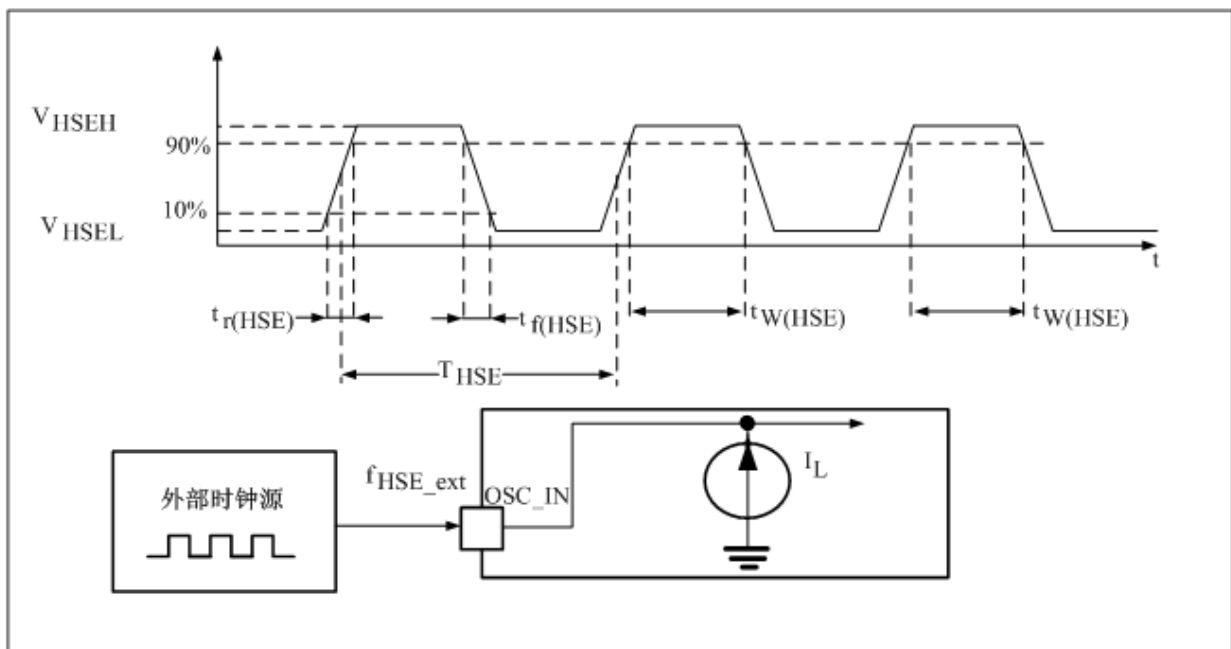 V HSEH
90%
10%
V HSEL
t
t r(HSE)
t f(HSE)
t W(HSE)
t W(HSE)
T HSE
外部时钟源
f HSE_ext
OSC_IN
I L